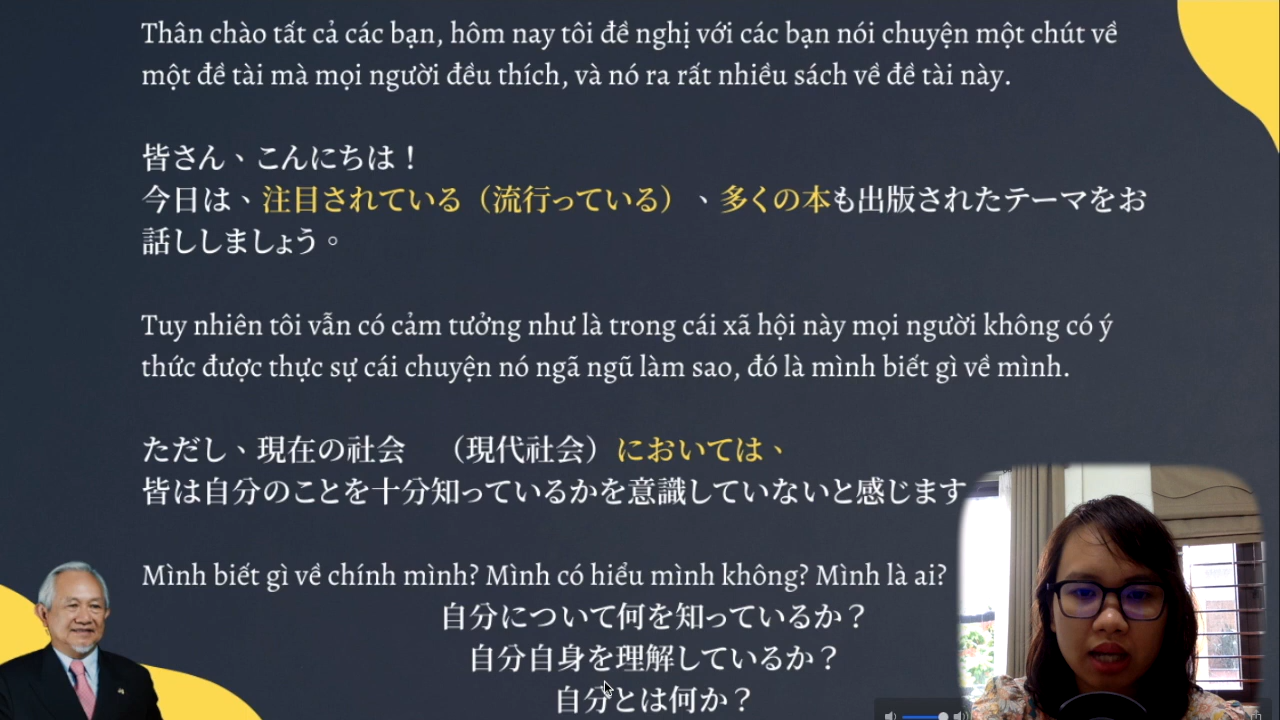 Thân chào tất cả các bạn, hôm nay tôi đề nghị với các bạn nói chuyện một chút về
một đề tài mà mọi người đều thích, và nó ra rất nhiều sách về đề tài này.
皆さん、こんにちは！
今日は、注目されている（流行っている）、多くの本も出版されたテーマをお
話ししましょう。
Tuy nhiên tôi vẫn có cảm tưởng như là trong cái xã hội này mọi người không có ý
thức được thực sự cái chuyện nó ngã ngũ làm sao, đó là mình biết gì về mình.
ただし、現在の社会　（現代社会）においては、
皆は自分のことを十分知っているかを意識していないと感じます
Mình biết gì về chính mình? Mình có hiểu mình không? Mình là ai?
自分について何を知っているか？
自分自身を理解しているか？
自分とは何か？